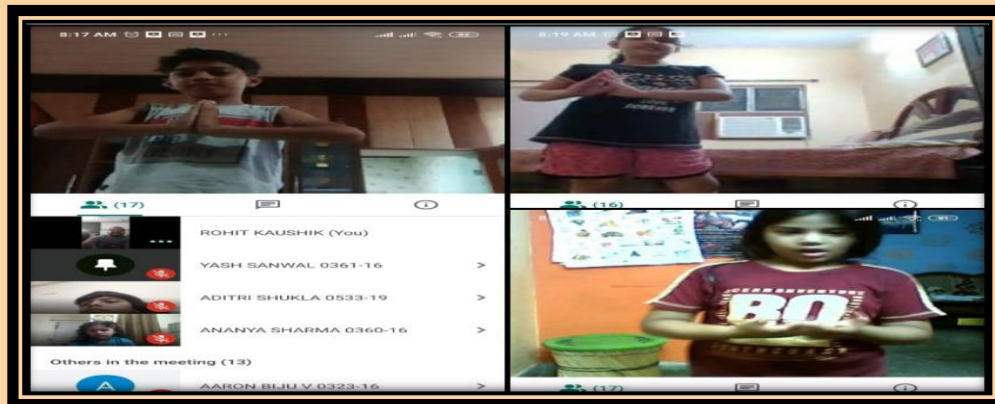 8:17 AM
(17)
ROHIT KAUSHIK (You)
YASH SANWAL 0361-16
ADITRI SHUKLA 0533-19
ANANYA SHARMA 0360-16
Others in the meeting (13)
A
AARON BIJU V 0323-16
8:19 AM
(16)
BO
(17)